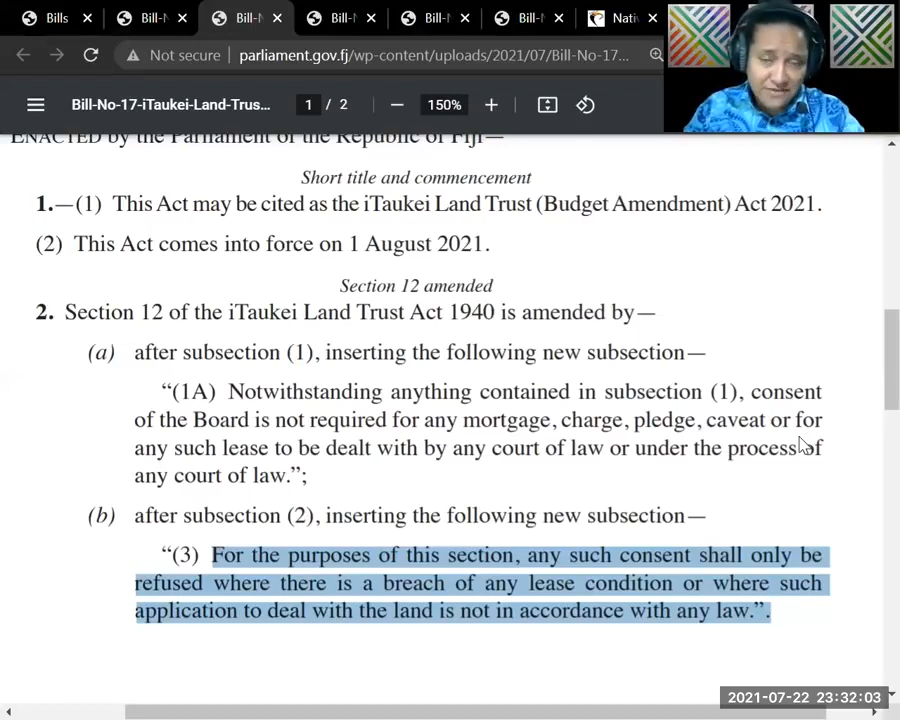 Bills
Bill-N
Bill-N
Bill-N
Bill-N
Bill-N
Nati
Not secure
parliament.gov.fj/wp-content/uploads/2021/07/Bill-No-17...
Bill-No-17-iTaukei-Land-Trus...
1 / 2
150%
ENACTED by the Parliament of the Republic of Fiji—
Short title and commencement
1.—(1) This Act may be cited as the iTaukei Land Trust (Budget Amendment) Act 2021.
(2) This Act comes into force on 1 August 2021.
Section 12 amended
2. Section 12 of the iTaukei Land Trust Act 1940 is amended by—
(a) after subsection (1), inserting the following new subsection—
“(1A) Notwithstanding anything contained in subsection (1), consent
of the Board is not required for any mortgage, charge, pledge, caveat or for
any such lease to be dealt with by any court of law or under the process of
any court of law.”;
(b) after subsection (2), inserting the following new subsection—
“(3) For the purposes of this section, any such consent shall only be
refused where there is a breach of any lease condition or where such
application to deal with the land is not in accordance with any law.”.
2021-07-22 23:32:03